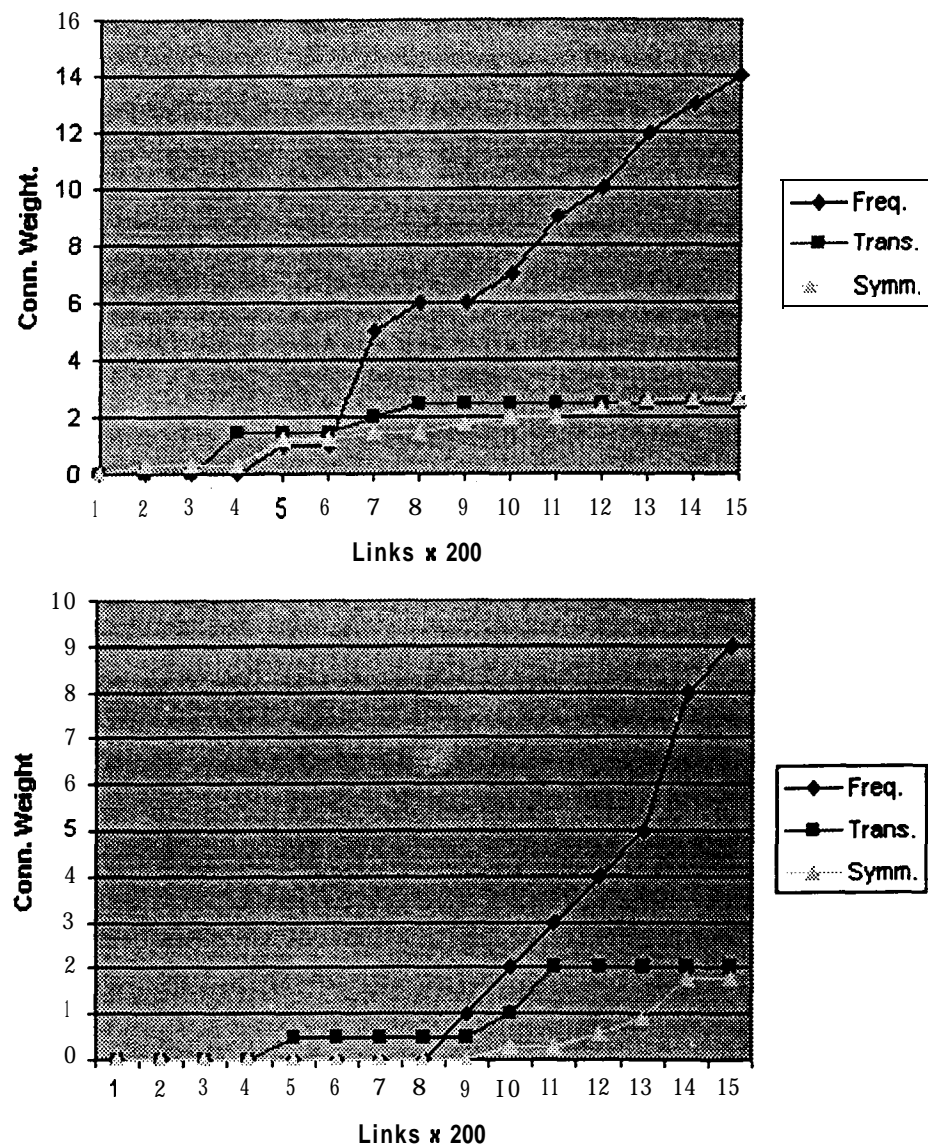 16
14
12
10
8
6
4
2
0
Conn. Weight.
1 2 3 4 5 6 7 8 9 10 11 12 13 14 15
Links x 200
Freq.
Trans.
Symm.
10
9
8
7
6
5
4
3
2
1
0
Conn. Weight
1 2 3 4 5 6 7 8 9 10 11 12 13 14 15
Links x 200
Freq.
Trans.
Symm.